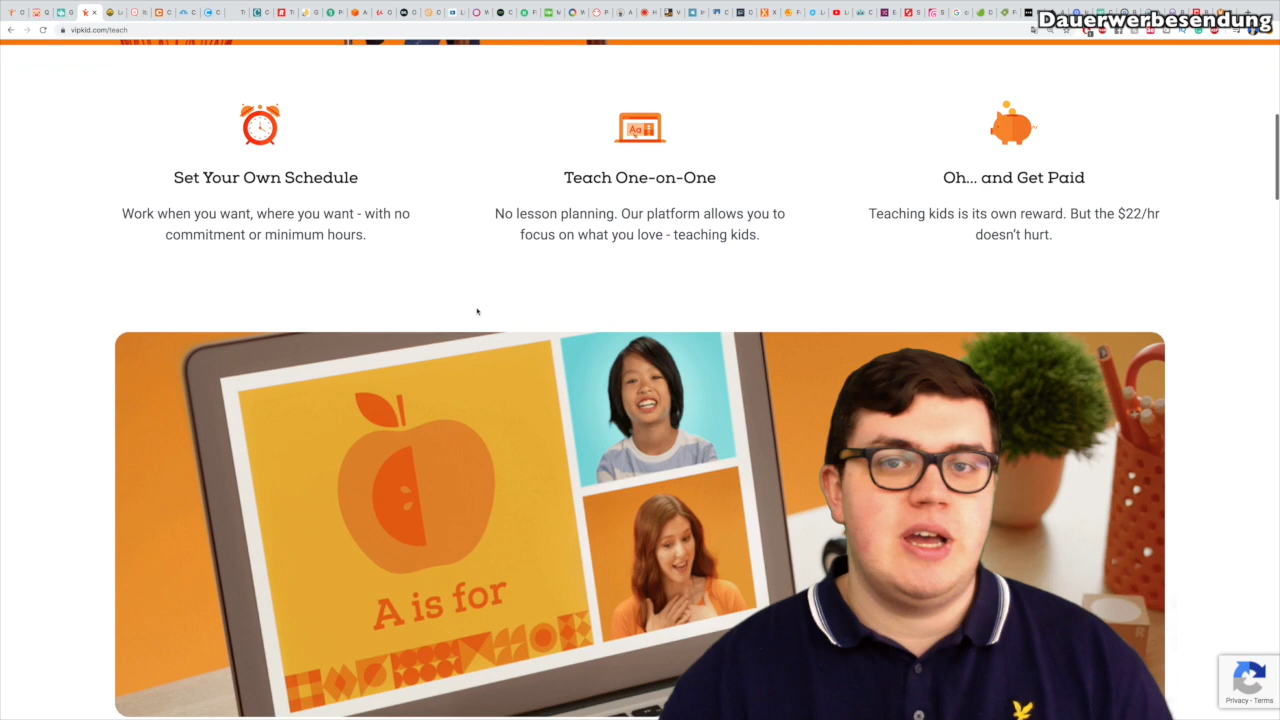 Dauerwerbesendung
vipkid.com/teach
Aa
Set Your Own Schedule
Work when you want, where you want - with no
commitment or minimum hours.
Teach One-on-One
No lesson planning. Our platform allows you to
focus on what you love - teaching kids.
Oh... and Get Paid
Teaching kids is its own reward. But the $22/hr
doesn't hurt.
A is for
Privacy - Terms